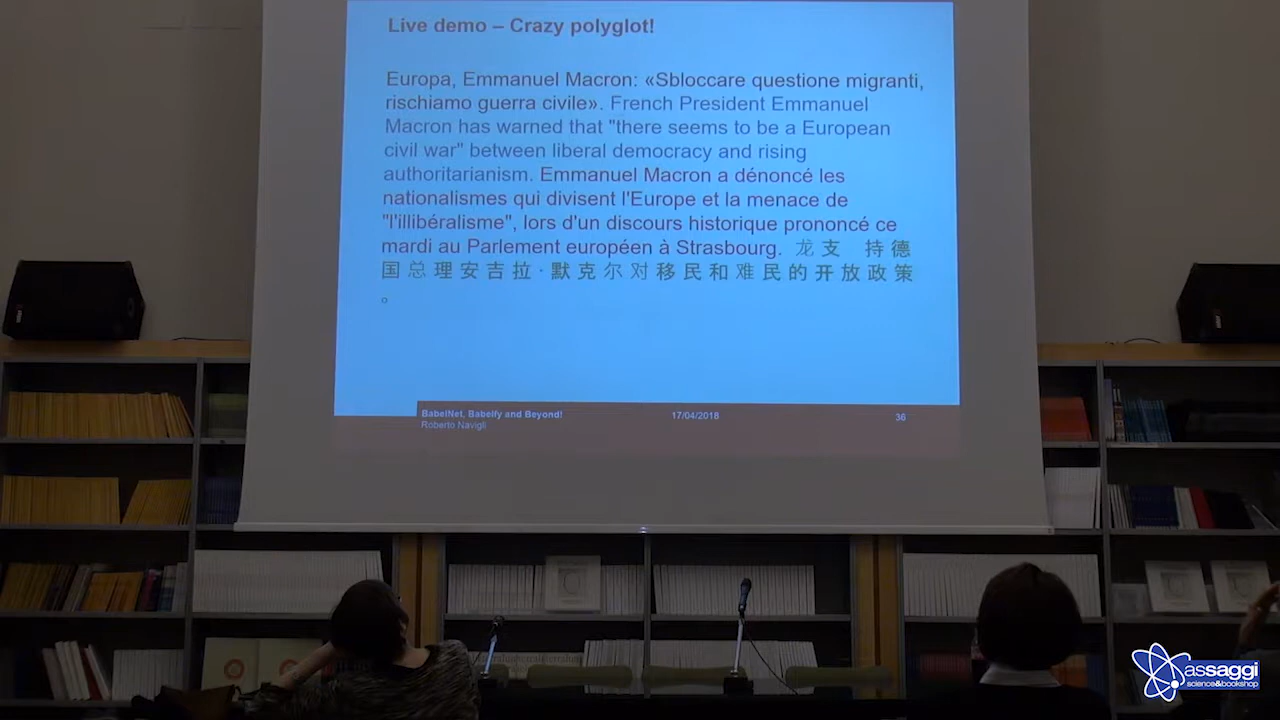 Live demo – Crazy polyglot!
Europa, Emmanuel Macron: «Sbloccare questione migranti,
rischiamo guerra civile». French President Emmanuel
Macron has warned that "there seems to be a European
civil war" between liberal democracy and rising
authoritarianism. Emmanuel Macron a dénoncé les
nationalismes qui divisent l'Europe et la menace de
"l'illibéralisme", lors d'un discours historique prononcé ce
mardi au Parlement européen à Strasbourg. 龙支 持德
国总理安吉拉·默克尔对移民和难民的开放政策
。
BabelNet, Babelfy and Beyond!
Roberto Navigli
17/04/2018
36
assaggi
science&bookshop